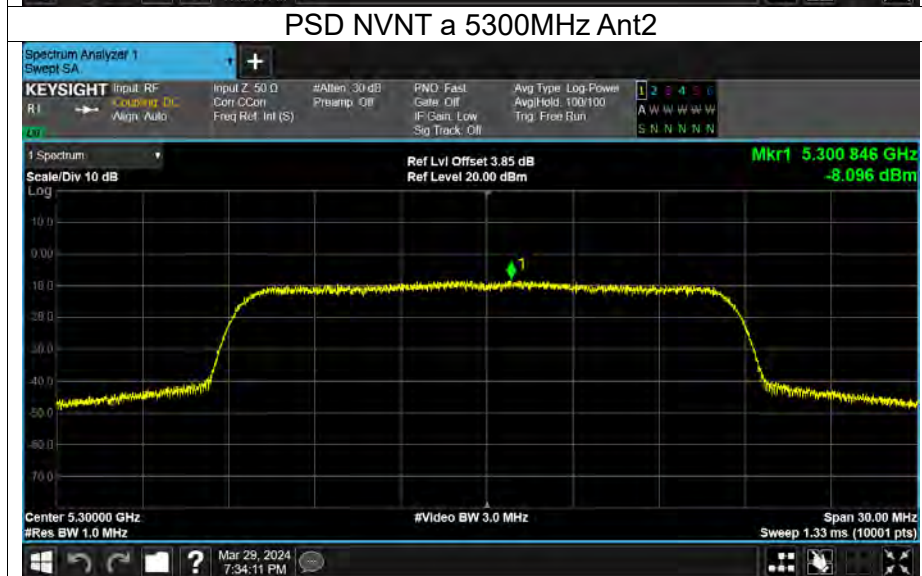 PSD NVNT a 5300MHz Ant2
Spectrum Analyzer 1
Swept SA
+
KEYSIGHT Input: RF
Coupling: DC
Align: Auto
Input Z: 50 Ω
Corr CCorr
Freq Ref: Int (S)
#Atten: 30 dB
Preamp: Off
PNO: Fast
Gate: Off
IF Gain: Low
Sig Track: Off
Avg Type: Log-Power
Avg|Hold: 100/100
Trig: Free Run
1 2 3 4 5 6
A W W W W W
S N N N N N
1 Spectrum
Scale/Div 10 dB
Log
Ref Lvl Offset 3.85 dB
Ref Level 20.00 dBm
Mkr1 5.300 846 GHz
-8.096 dBm
10.0
0.00
-10.0
-20.0
-30.0
-40.0
-50.0
-60.0
-70.0
1
Center 5.30000 GHz
#Res BW 1.0 MHz
#Video BW 3.0 MHz
Span 30.00 MHz
Sweep 1.33 ms (10001 pts)
?
Mar 29, 2024
7:34:11 PM